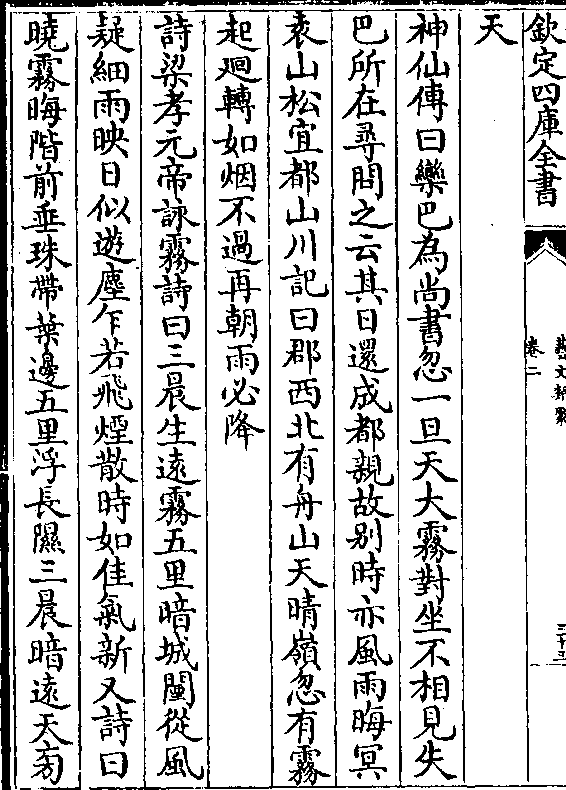 欽定四庫全書
藝文類聚
卷二
三十三
天
神仙傳曰欒巴為尚書忽一旦天大霧對坐不相見失
巴所在尋問之云其日還成都親故别時亦風雨晦冥
袁山松宜都山川記曰郡西北有舟山天晴嶺忽有霧
起廻轉如烟不過再朝雨必降
詩梁孝元帝詠霧詩曰三晨生遠霧五里暗城闉從風
疑細雨映日似遊塵乍若飛煙散時如佳氣新又詩曰
曉霧晦階前垂珠帶葉邊五里浮長隰三晨暗遠天